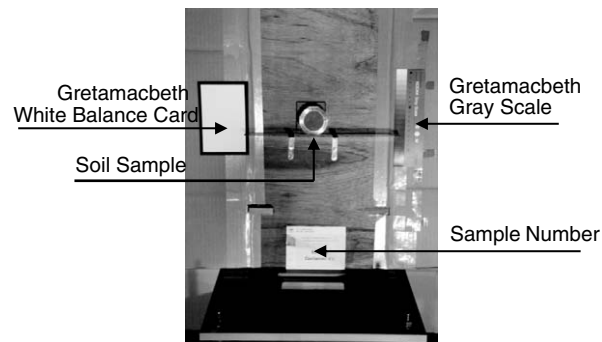 Gretamacbeth
White Balance Card
Soil Sample
Gretamacbeth
Gray Scale
Sample Number